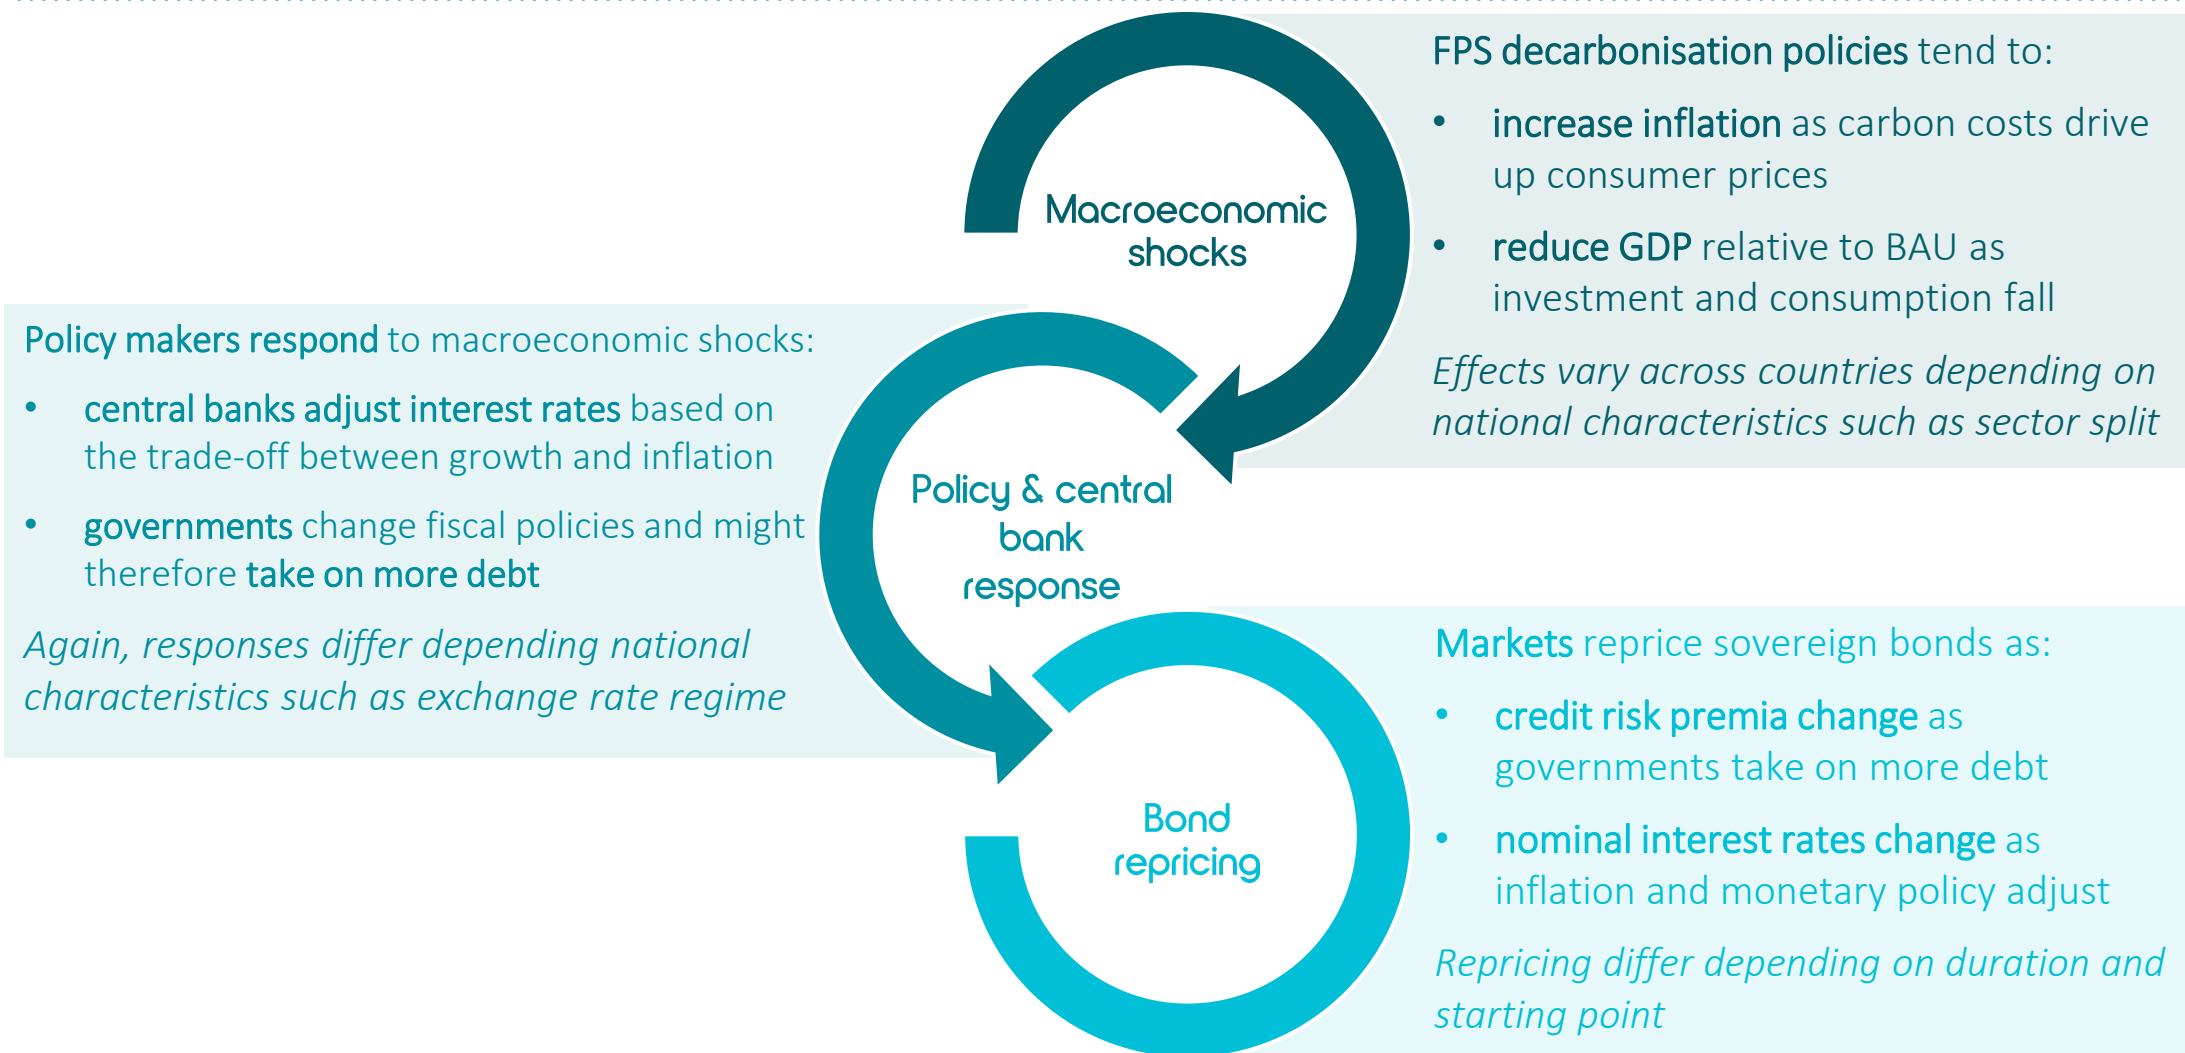 Macroeconomic
shocks
FPS decarbonisation policies tend to:
• increase inflation as carbon costs drive
up consumer prices
• reduce GDP relative to BAU as
investment and consumption fall
Effects vary across countries depending on
national characteristics such as sector split
Policy & central
bank
response
Policy makers respond to macroeconomic shocks:
• central banks adjust interest rates based on
the trade-off between growth and inflation
• governments change fiscal policies and might
therefore take on more debt
Again, responses differ depending national
characteristics such as exchange rate regime
Bond
repricing
Markets reprice sovereign bonds as:
• credit risk premia change as
governments take on more debt
• nominal interest rates change as
inflation and monetary policy adjust
Repricing differ depending on duration and
starting point